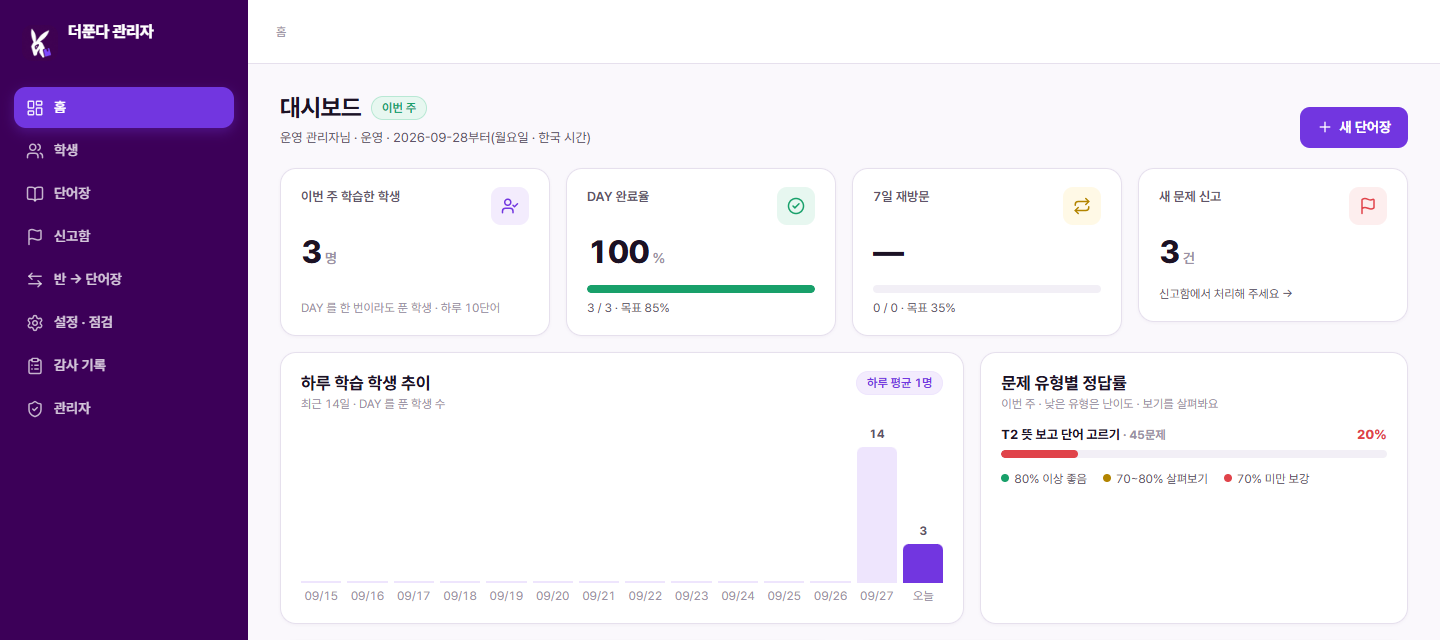 더푼다 관리자
홈
학생
단어장
신고함
반 → 단어장
설정 · 점검
감사 기록
관리자
홈
대시보드 이번 주
운영 관리자님 · 운영 · 2026-09-28부터(월요일 · 한국 시간)
+ 새 단어장
이번 주 학습한 학생
3 명
DAY 를 한 번이라도 푼 학생 · 하루 10단어
DAY 완료율
100 %
3 / 3 · 목표 85%
7일 재방문
—
0 / 0 · 목표 35%
새 문제 신고
3 건
신고함에서 처리해 주세요 →
하루 학습 학생 추이
하루 평균 1명
최근 14일 · DAY 를 푼 학생 수
14
3
09/15 09/16 09/17 09/18 09/19 09/20 09/21 09/22 09/23 09/24 09/25 09/26 09/27 오늘
문제 유형별 정답률
이번 주 · 낮은 유형은 난이도 · 보기를 살펴봐요
T2 뜻 보고 단어 고르기 · 45문제 20%
80% 이상 좋음 70~80% 살펴보기 70% 미만 보강